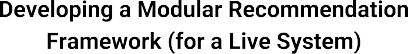 Developing a Modular Recommendation
Framework (for a Live System)